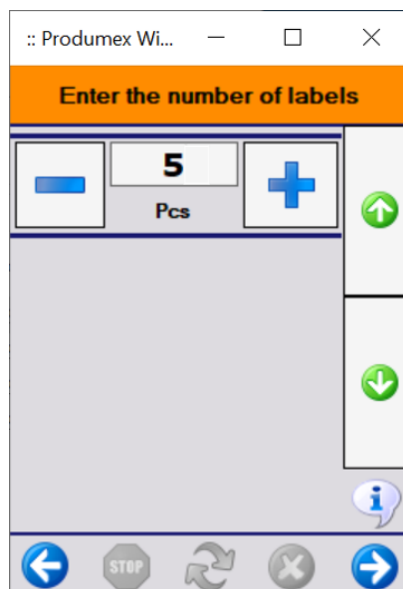 :: Produmex Wi...
Enter the number of labels
5
Pcs
STOP